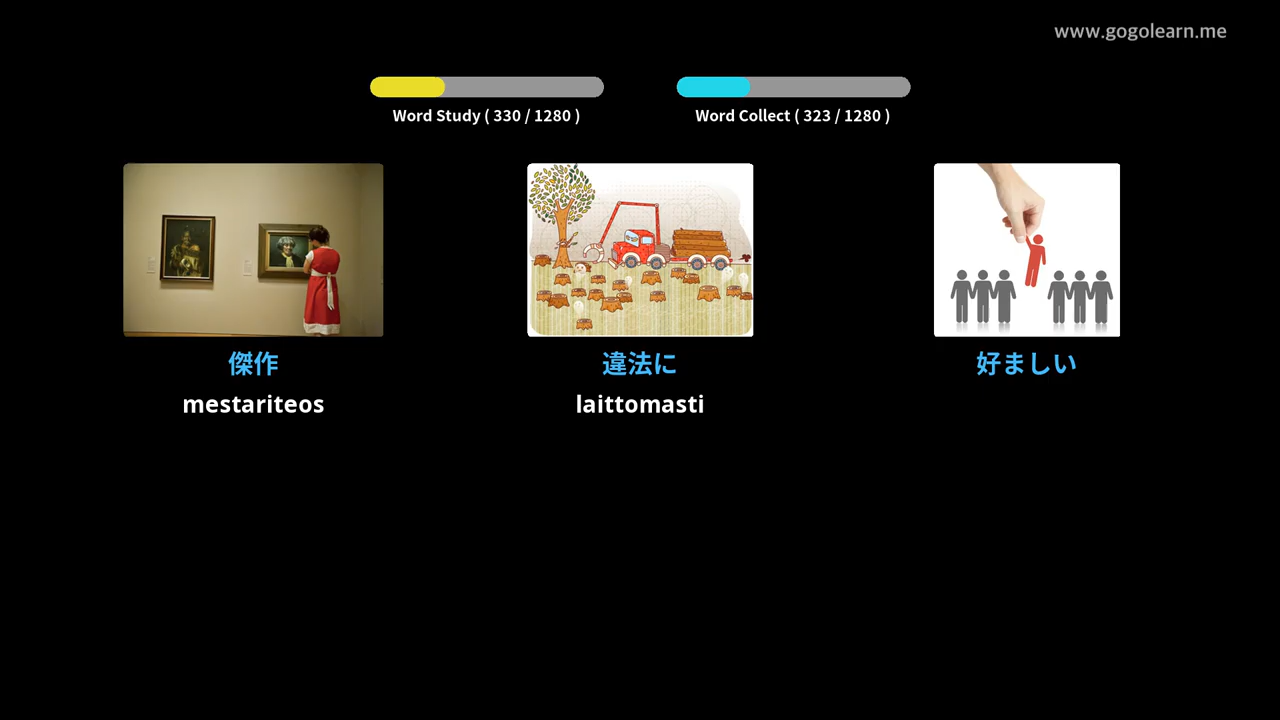 www.gogolearn.me
Word Study ( 330 / 1280 )
Word Collect ( 323 / 1280 )
傑作
違法に
好ましい
mestariteos
laittomasti